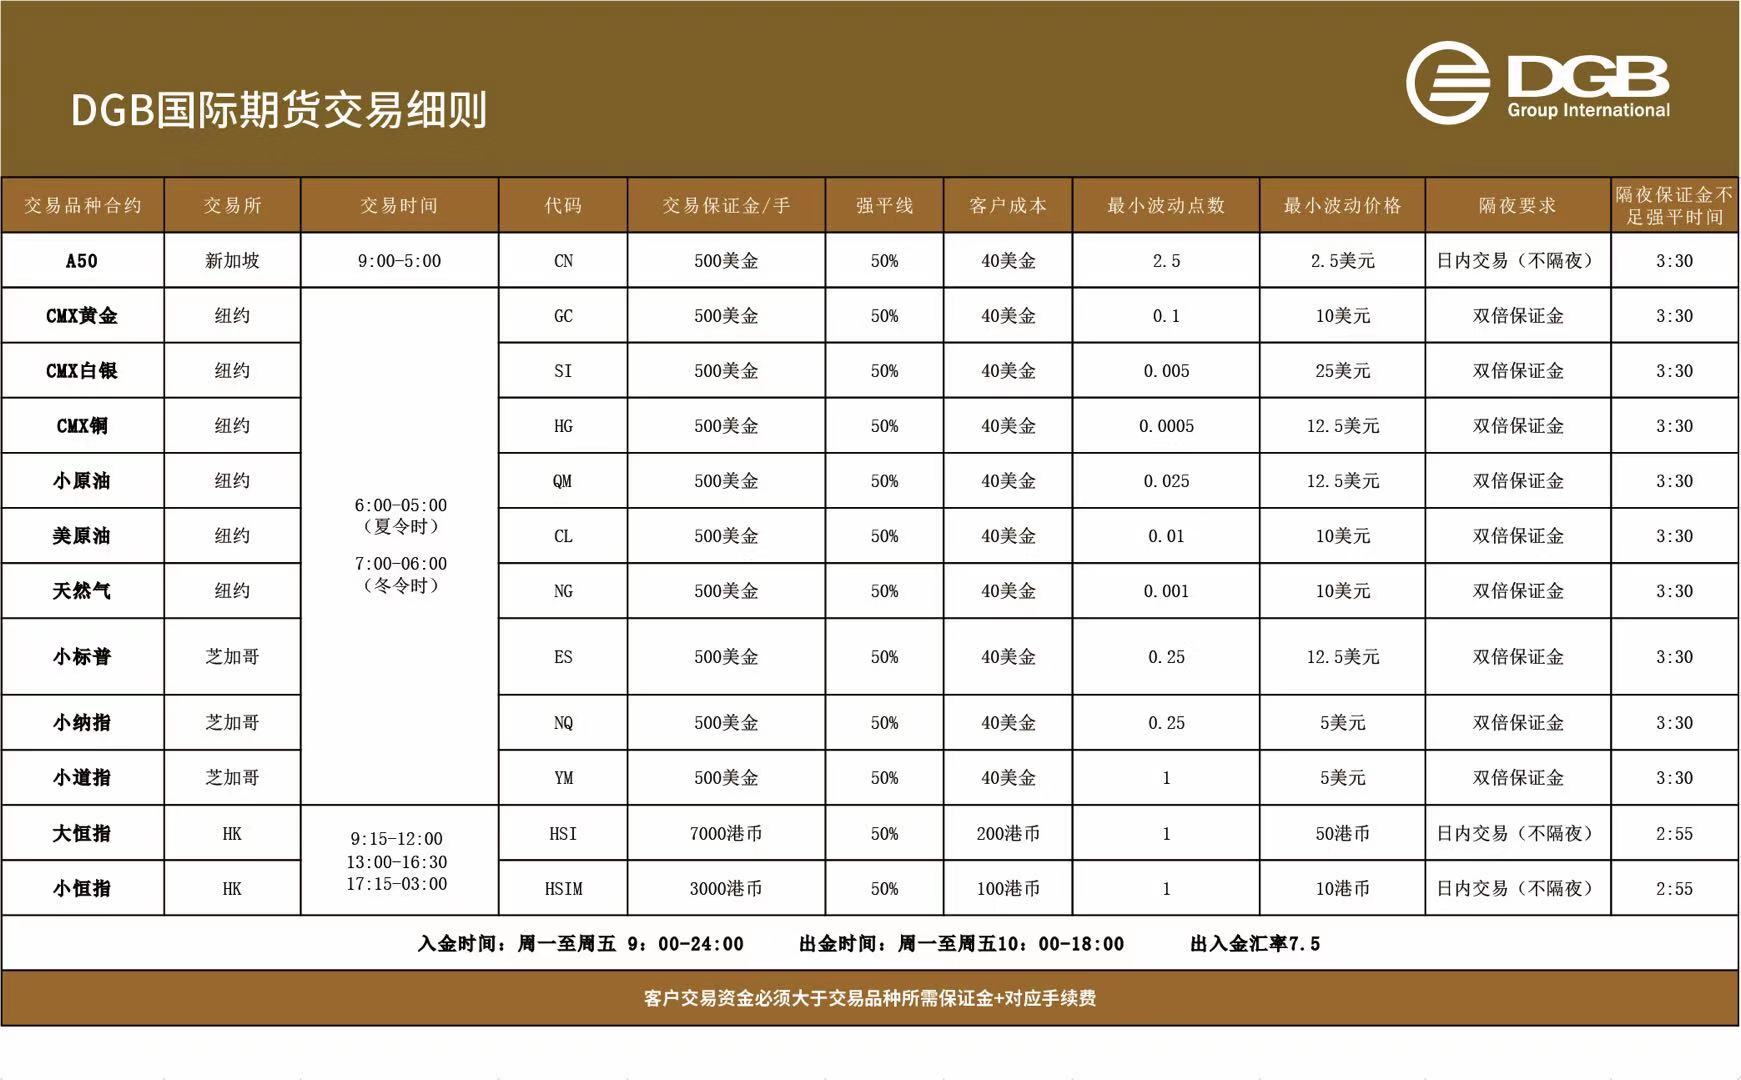 DGB国际期货交易细则
DGB
Group International
交易品种合约 交易所 交易时间 代码 交易保证金/手 强平线 客户成本 最小波动点数 最小波动价格 隔夜要求 隔夜保证金不
足强平时间
A50 新加坡 9:00-5:00 CN 500美金 50% 40美金 2.5 2.5美元 日内交易（不隔夜） 3:30
CMX黄金 纽约 GC 500美金 50% 40美金 0.1 10美元 双倍保证金 3:30
CMX白银 纽约 SI 500美金 50% 40美金 0.005 25美元 双倍保证金 3:30
CMX铜 纽约 HG 500美金 50% 40美金 0.0005 12.5美元 双倍保证金 3:30
小原油 纽约 QM 500美金 50% 40美金 0.025 12.5美元 双倍保证金 3:30
6:00-05:00
（夏令时）
美原油 纽约 CL 500美金 50% 40美金 0.01 10美元 双倍保证金 3:30
7:00-06:00
（冬令时）
天然气 纽约 NG 500美金 50% 40美金 0.001 10美元 双倍保证金 3:30
小标普 芝加哥 ES 500美金 50% 40美金 0.25 12.5美元 双倍保证金 3:30
小纳指 芝加哥 NQ 500美金 50% 40美金 0.25 5美元 双倍保证金 3:30
小道指 芝加哥 YM 500美金 50% 40美金 1 5美元 双倍保证金 3:30
大恒指 HK HSI 7000港币 50% 200港币 1 50港币 日内交易（不隔夜） 2:55
9:15-12:00
13:00-16:30
17:15-03:00
小恒指 HK HSIM 3000港币 50% 100港币 1 10港币 日内交易（不隔夜） 2:55
入金时间：周一至周五 9：00-24:00 出金时间：周一至周五10：00-18:00 出入金汇率7.5
客户交易资金必须大于交易品种所需保证金+对应手续费